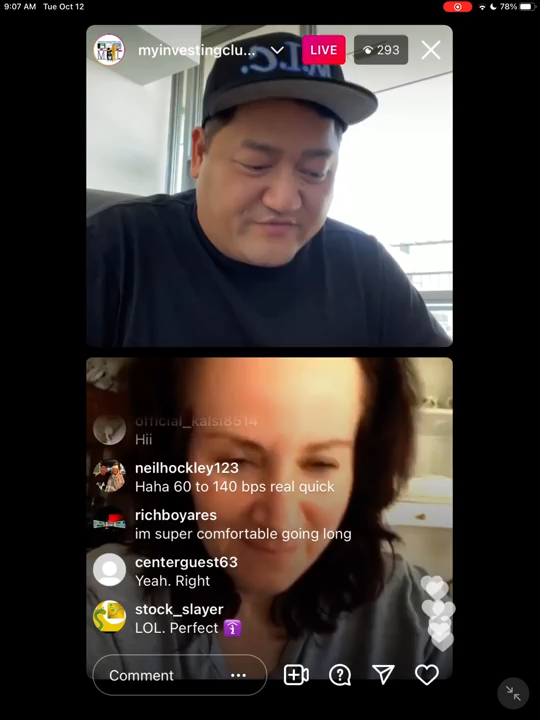 9:07 AM Tue Oct 12
78%
myinvestingclu...
LIVE
293
M.I.C.
official_kalsi8514
Hii
neilhockley123
Haha 60 to 140 bps real quick
richboyares
im super comfortable going long
centerguest63
Yeah. Right
stock_slayer
LOL. Perfect 🛐
Comment